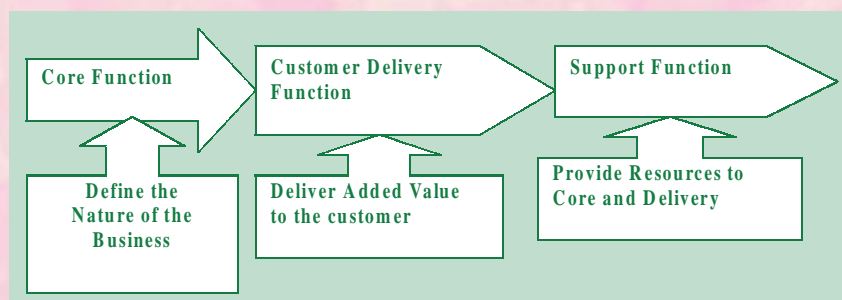 Core Function
Customer Delivery
Function
Support Function
Define the
Nature of the
Business
Deliver Added Value
to the customer
Provide Resources to
Core and Delivery